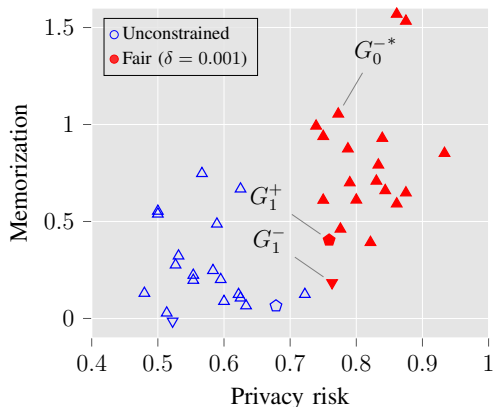 1.5
1
0.5
0
Memorization
Unconstrained
Fair (δ = 0.001)
G₀⁻*
G₁⁺
G₁⁻
0.4 0.5 0.6 0.7 0.8 0.9 1
Privacy risk